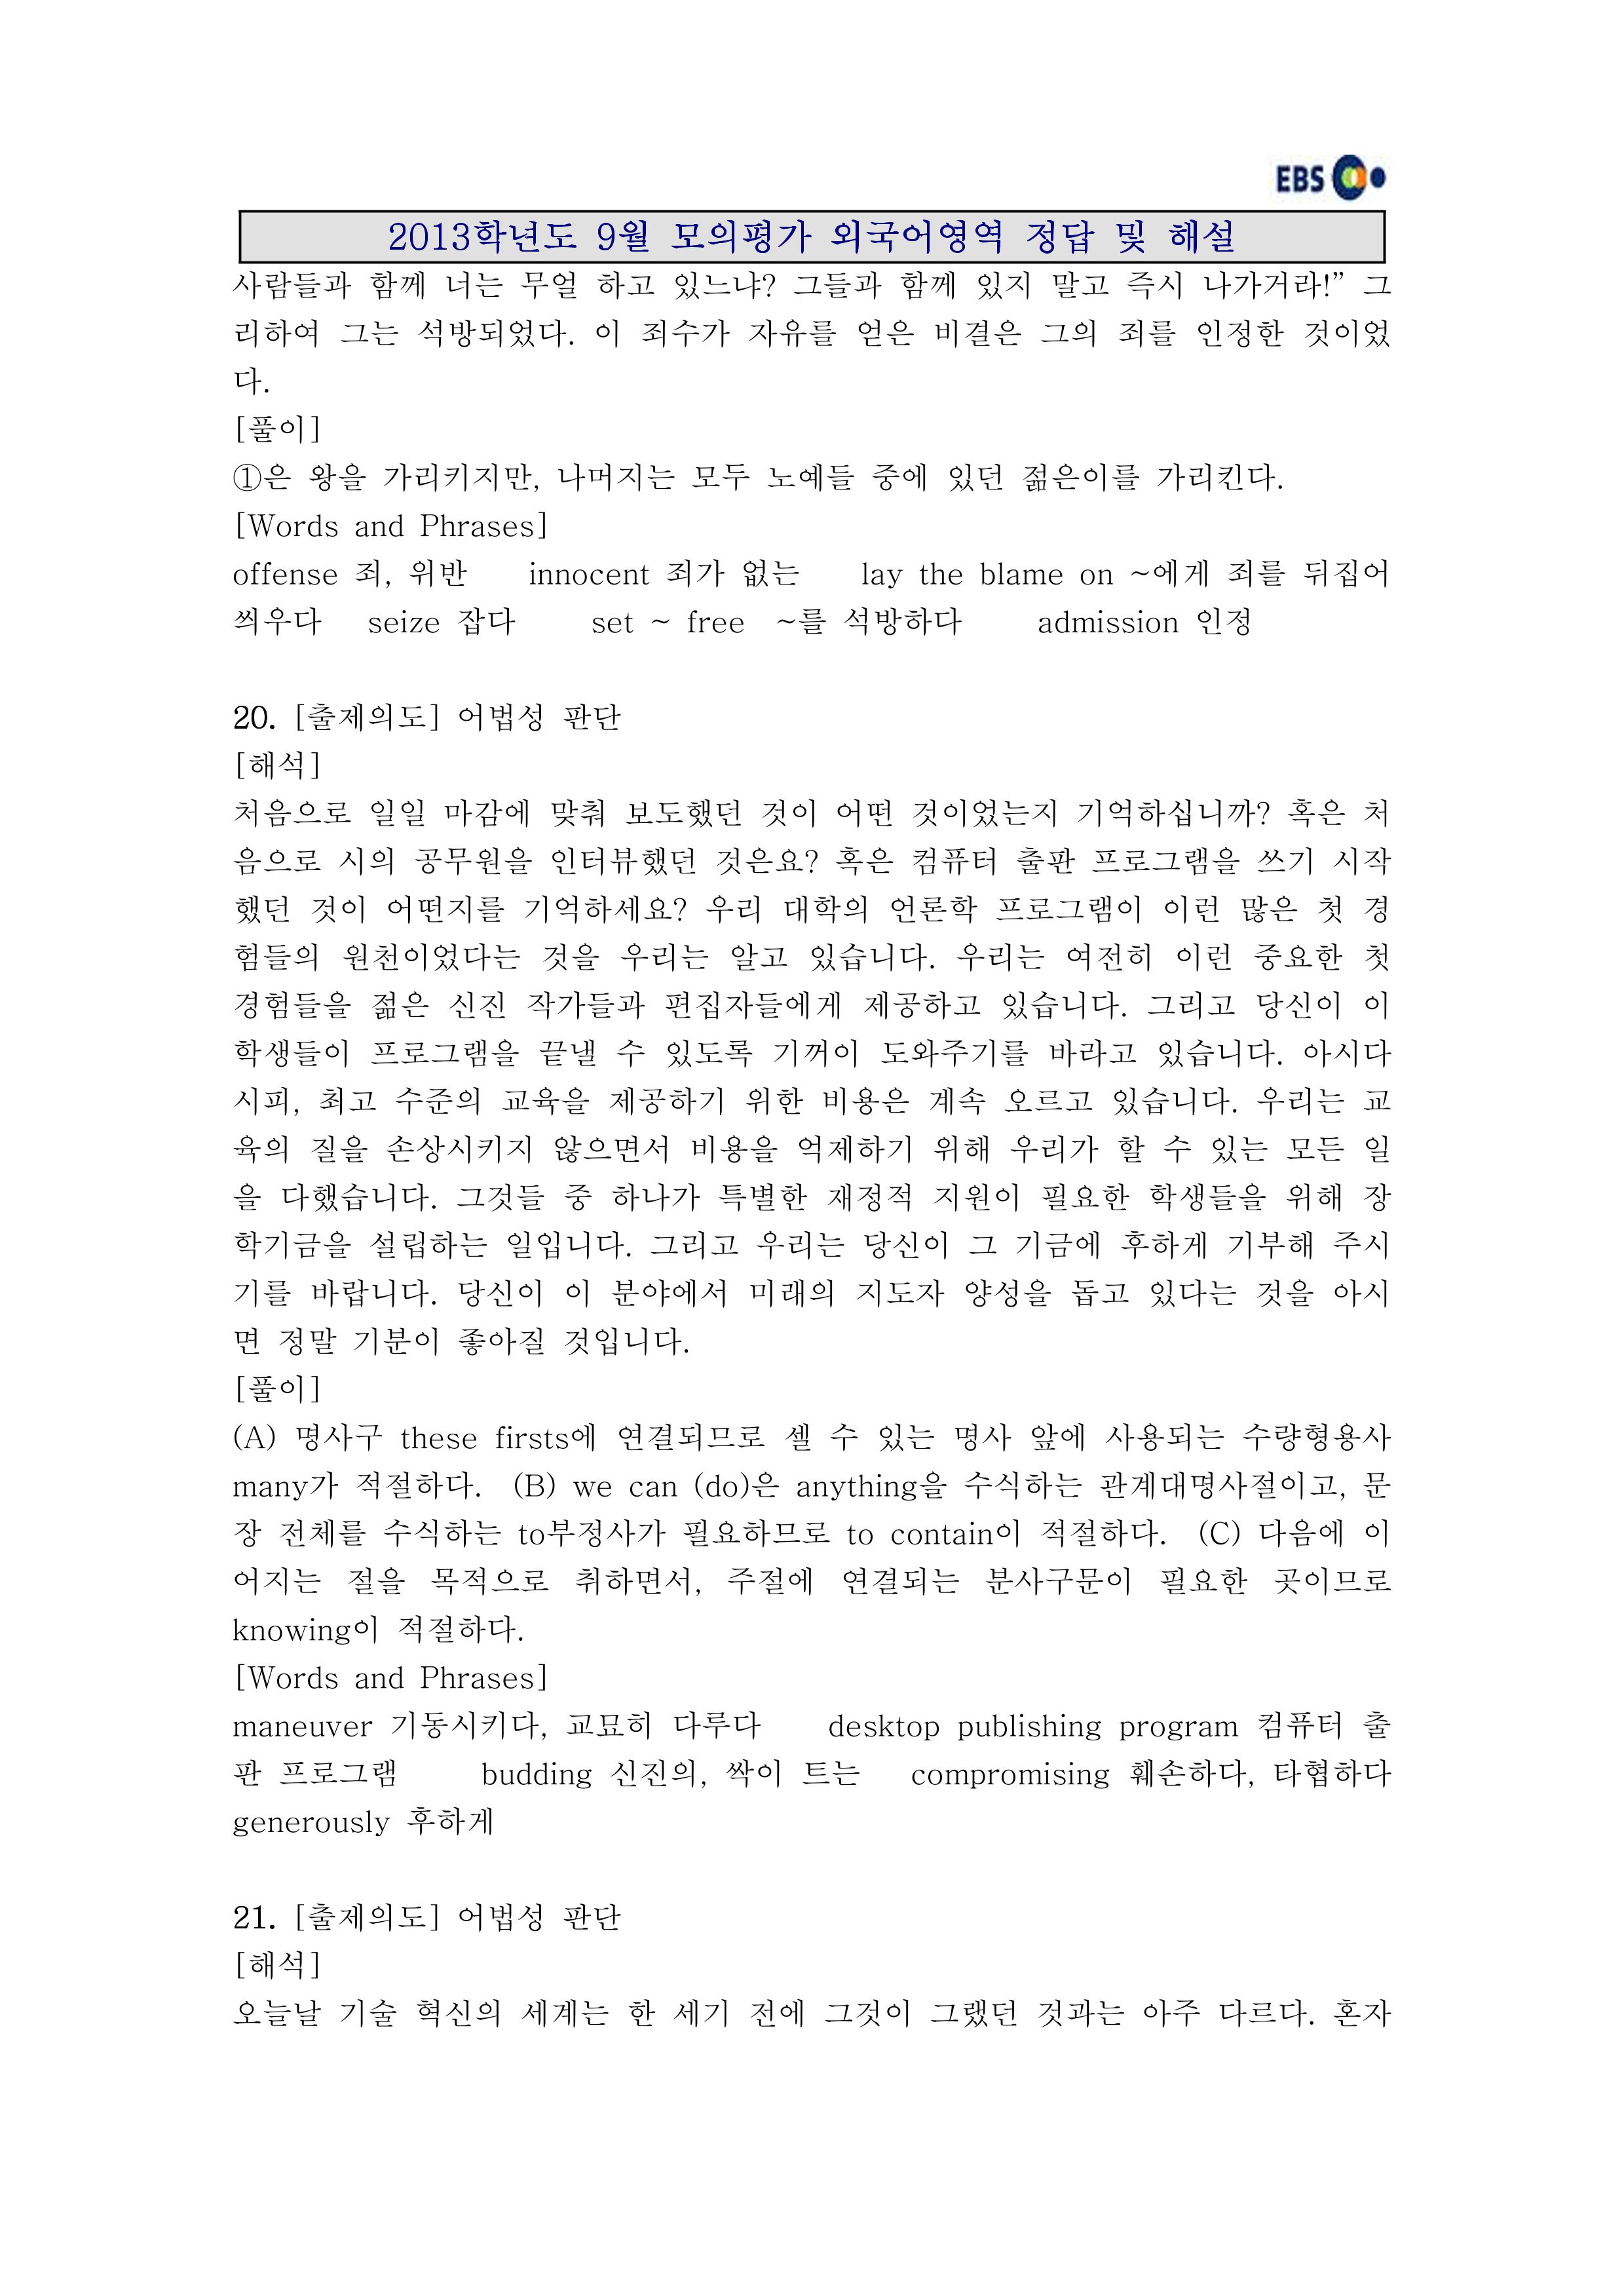 EBS
2013학년도 9월 모의평가 외국어영역 정답 및 해설
사람들과 함께 너는 무얼 하고 있느냐? 그들과 함께 있지 말고 즉시 나가거라!” 그
리하여 그는 석방되었다. 이 죄수가 자유를 얻은 비결은 그의 죄를 인정한 것이었
다.
[풀이]
①은 왕을 가리키지만, 나머지는 모두 노예들 중에 있던 젊은이를 가리킨다.
[Words and Phrases]
offense 죄, 위반 innocent 죄가 없는 lay the blame on ~에게 죄를 뒤집어
씌우다 seize 잡다 set ~ free ~를 석방하다 admission 인정
20. [출제의도] 어법성 판단
[해석]
처음으로 일일 마감에 맞춰 보도했던 것이 어떤 것이었는지 기억하십니까? 혹은 처
음으로 시의 공무원을 인터뷰했던 것은요? 혹은 컴퓨터 출판 프로그램을 쓰기 시작
했던 것이 어떤지를 기억하세요? 우리 대학의 언론학 프로그램이 이런 많은 첫 경
험들의 원천이었다는 것을 우리는 알고 있습니다. 우리는 여전히 이런 중요한 첫
경험들을 젊은 신진 작가들과 편집자들에게 제공하고 있습니다. 그리고 당신이 이
학생들이 프로그램을 끝낼 수 있도록 기꺼이 도와주기를 바라고 있습니다. 아시다
시피, 최고 수준의 교육을 제공하기 위한 비용은 계속 오르고 있습니다. 우리는 교
육의 질을 손상시키지 않으면서 비용을 억제하기 위해 우리가 할 수 있는 모든 일
을 다했습니다. 그것들 중 하나가 특별한 재정적 지원이 필요한 학생들을 위해 장
학기금을 설립하는 일입니다. 그리고 우리는 당신이 그 기금에 후하게 기부해 주시
기를 바랍니다. 당신이 이 분야에서 미래의 지도자 양성을 돕고 있다는 것을 아시
면 정말 기분이 좋아질 것입니다.
[풀이]
(A) 명사구 these firsts에 연결되므로 셀 수 있는 명사 앞에 사용되는 수량형용사
many가 적절하다. (B) we can (do)은 anything을 수식하는 관계대명사절이고, 문
장 전체를 수식하는 to부정사가 필요하므로 to contain이 적절하다. (C) 다음에 이
어지는 절을 목적으로 취하면서, 주절에 연결되는 분사구문이 필요한 곳이므로
knowing이 적절하다.
[Words and Phrases]
maneuver 기동시키다, 교묘히 다루다 desktop publishing program 컴퓨터 출
판 프로그램 budding 신진의, 싹이 트는 compromising 훼손하다, 타협하다
generously 후하게
21. [출제의도] 어법성 판단
[해석]
오늘날 기술 혁신의 세계는 한 세기 전에 그것이 그랬던 것과는 아주 다르다. 혼자